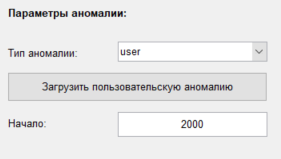 Параметры аномалии:
Тип аномалии: user
Загрузить пользовательскую аномалию
Начало: 2000